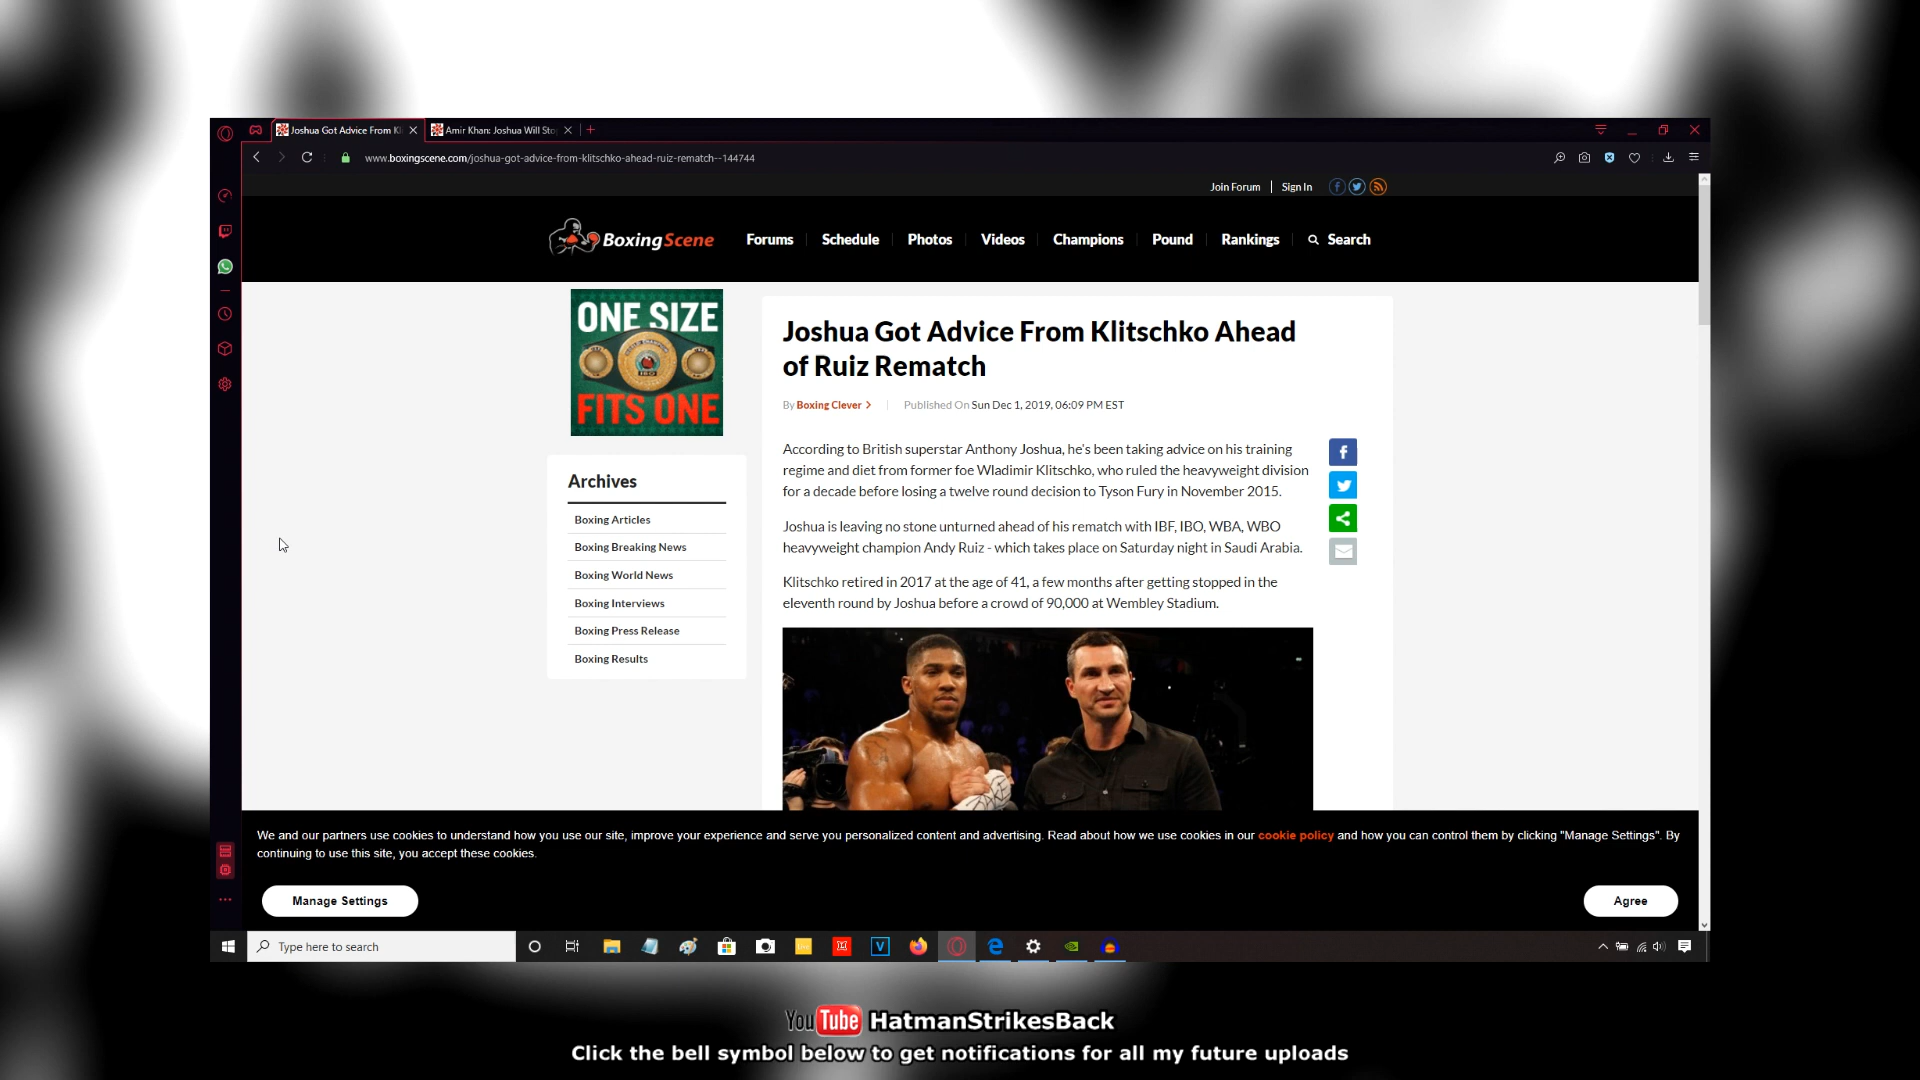 Joshua Got Advice From Kl
Amir Khan: Joshua Will Sto
www.boxingscene.com/joshua-got-advice-from-klitschko-ahead-ruiz-rematch--144744
Join Forum
Sign In
BoxingScene
Forums
Schedule
Photos
Videos
Champions
Pound
Rankings
Search
ONE SIZE
FITS ONE
Archives
Boxing Articles
Boxing Breaking News
Boxing World News
Boxing Interviews
Boxing Press Release
Boxing Results
Joshua Got Advice From Klitschko Ahead
of Ruiz Rematch
By Boxing Clever
Published On Sun Dec 1, 2019, 06:09 PM EST
According to British superstar Anthony Joshua, he's been taking advice on his training
regime and diet from former foe Wladimir Klitschko, who ruled the heavyweight division
for a decade before losing a twelve round decision to Tyson Fury in November 2015.
Joshua is leaving no stone unturned ahead of his rematch with IBF, IBO, WBA, WBO
heavyweight champion Andy Ruiz - which takes place on Saturday night in Saudi Arabia.
Klitschko retired in 2017 at the age of 41, a few months after getting stopped in the
eleventh round by Joshua before a crowd of 90,000 at Wembley Stadium.
We and our partners use cookies to understand how you use our site, improve your experience and serve you personalized content and advertising. Read about how we use cookies in our cookie policy and how you can control them by clicking "Manage Settings". By
continuing to use this site, you accept these cookies.
Manage Settings
Agree
Type here to search
YouTube HatmanStrikesBack
Click the bell symbol below to get notifications for all my future uploads